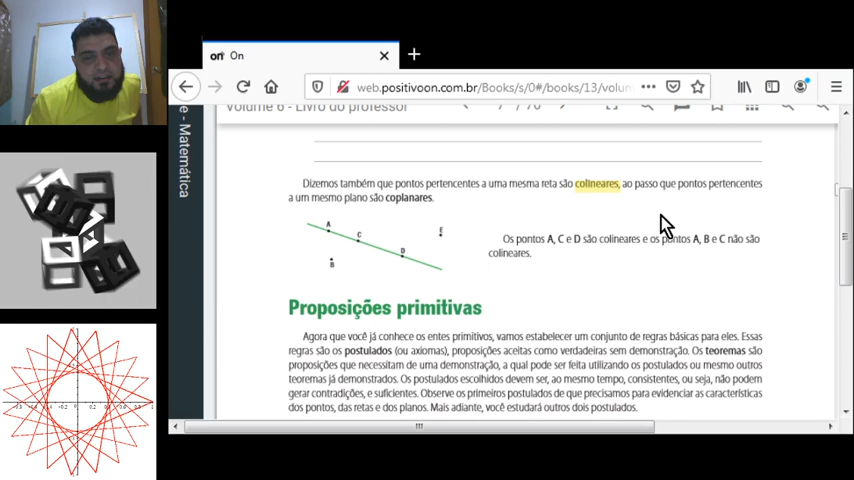 On
web.positivoon.com.br/Books/s/0#/books/13/volum
Volume 6 - Livro do professor
e - Matemática
Dizemos também que pontos pertencentes a uma mesma reta são colineares, ao passo que pontos pertencentes
a um mesmo plano são coplanares.
A
C
D
E
B
Os pontos A, C e D são colineares e os pontos A, B e C não são
colineares.
Proposições primitivas
Agora que você já conhece os entes primitivos, vamos estabelecer um conjunto de regras básicas para eles. Essas
regras são os postulados (ou axiomas), proposições aceitas como verdadeiras sem demonstração. Os teoremas são
proposições que necessitam de uma demonstração, a qual pode ser feita utilizando os postulados ou mesmo outros
teoremas já demonstrados. Os postulados escolhidos devem ser, ao mesmo tempo, consistentes, ou seja, não podem
gerar contradições, e suficientes. Observe os primeiros postulados de que precisamos para evidenciar as características
dos pontos, das retas e dos planos. Mais adiante, você estudará outros dois postulados.